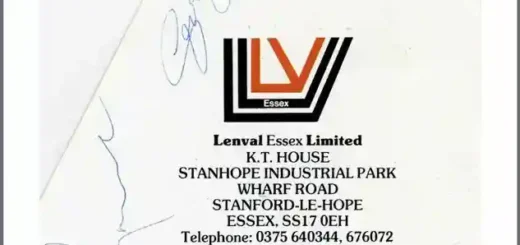 LV
Essex
Lenval Essex Limited
K.T. HOUSE
STANHOPE INDUSTRIAL PARK
WHARF ROAD
STANFORD-LE-HOPE
ESSEX, SS17 0EH
Telephone: 0375 640344, 676072